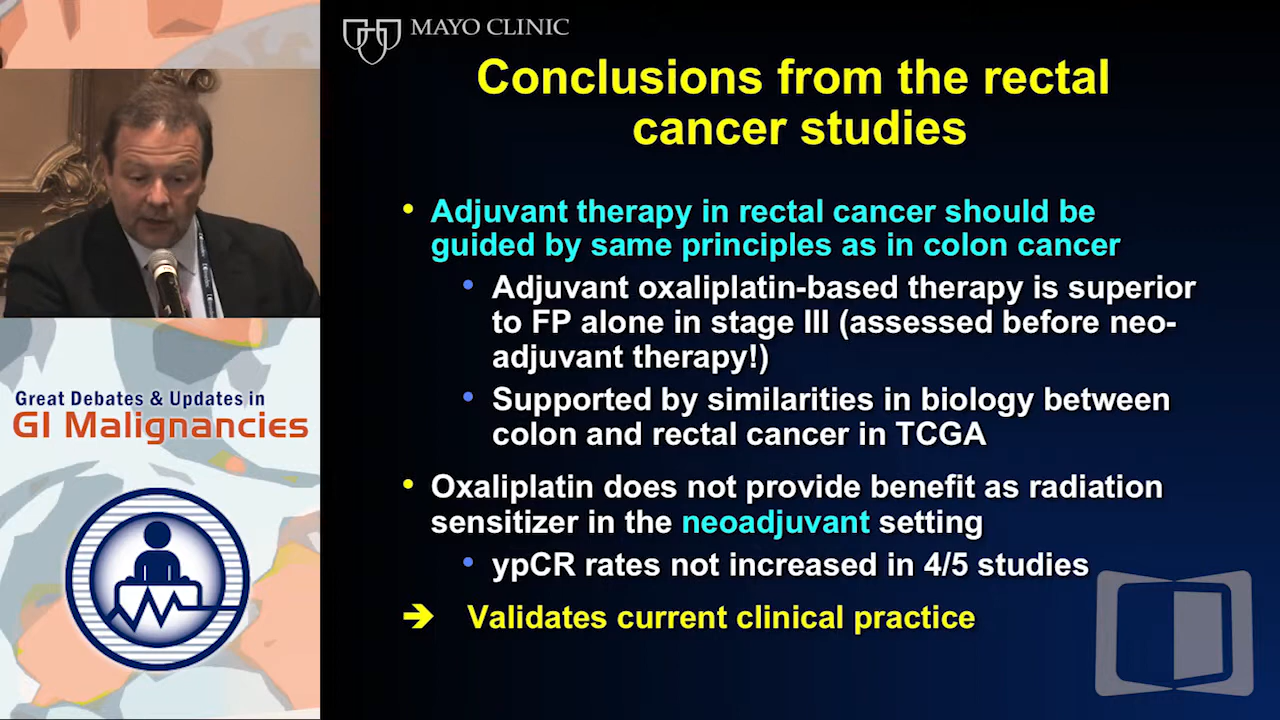 MAYO CLINIC
Conclusions from the rectal
cancer studies
• Adjuvant therapy in rectal cancer should be
guided by same principles as in colon cancer
• Adjuvant oxaliplatin-based therapy is superior
to FP alone in stage III (assessed before neo-
adjuvant therapy!)
• Supported by similarities in biology between
colon and rectal cancer in TCGA
• Oxaliplatin does not provide benefit as radiation
sensitizer in the neoadjuvant setting
• ypCR rates not increased in 4/5 studies
➔ Validates current clinical practice
Great Debates & Updates in
GI Malignancies